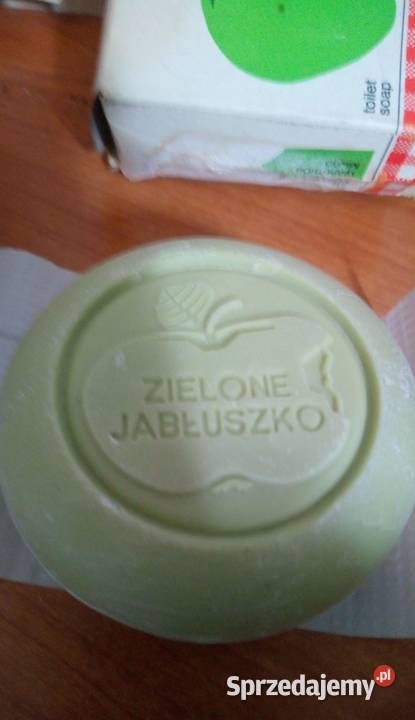 toilet
soap
ZIELONE
JABŁUSZKO
Sprzedajemy.pl